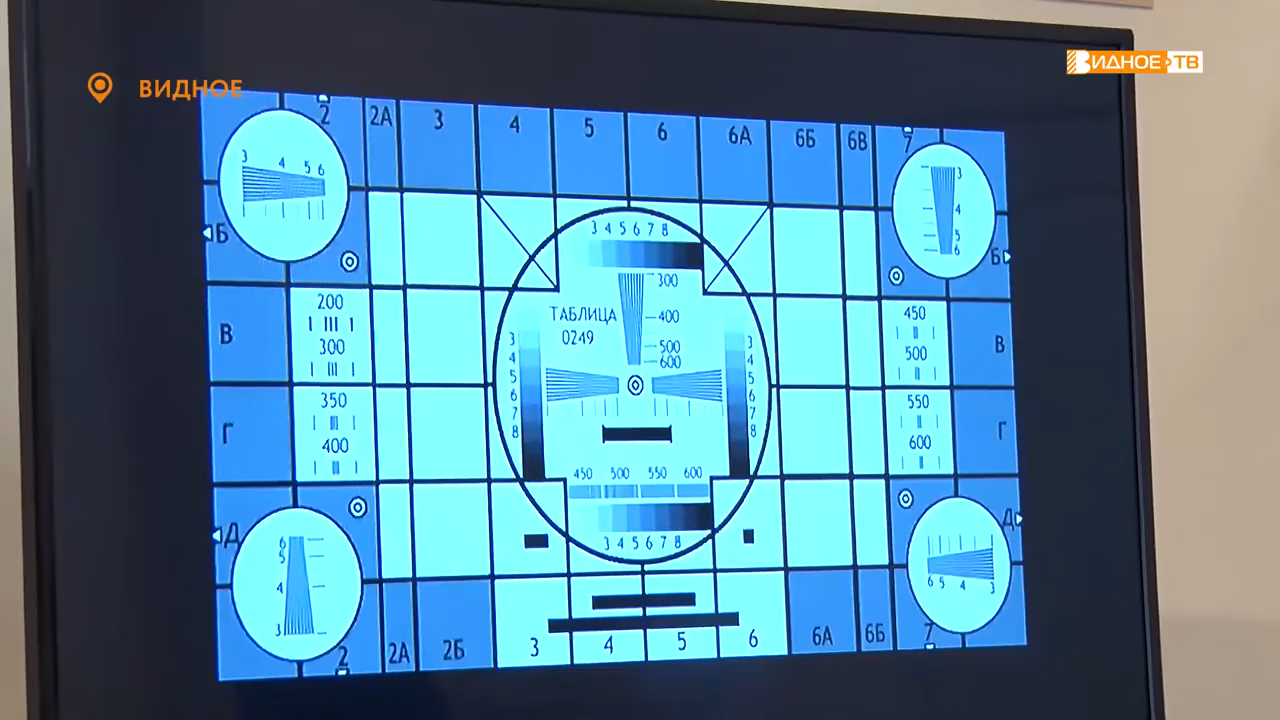 ВИДНОЕ
ВИДНОЕ ТВ
2 2А 3 4 5 6 6А 6Б 6В 7
3 4 5 6
3 4 5 6
Б
Б
3 4 5 6 7 8
300
400
500
600
ТАБЛИЦА
0249
200
300
450
500
В
В
3 4 5 6 7 8
3 4 5 6 7 8
350
400
550
600
Г
Г
450 500 550 600
3 4 5 6 7 8
Д
Д
6 5 4 3
6 5 4 3
2 2А 2Б 3 4 5 6 6А 6Б 7